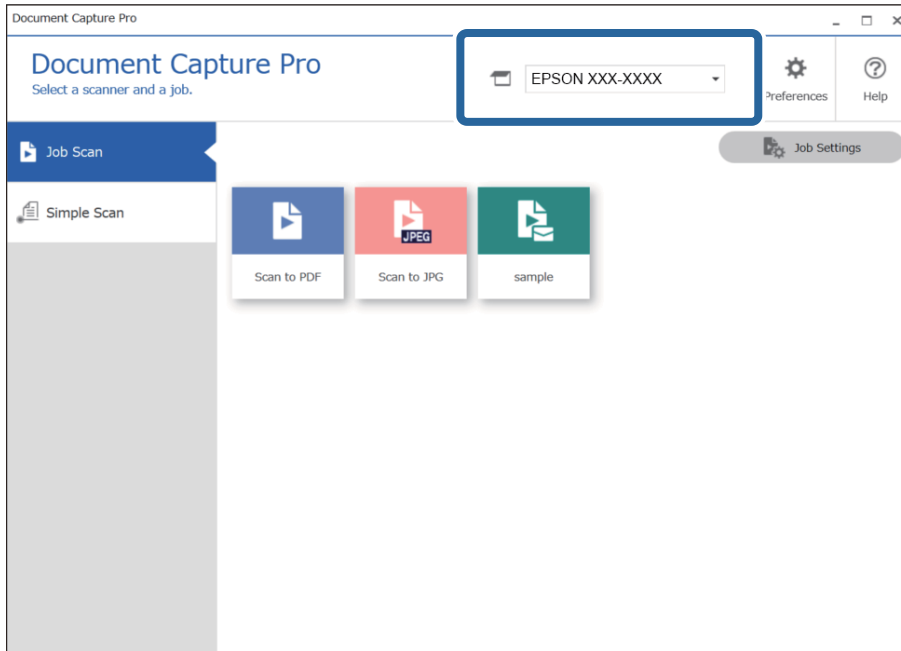 Document Capture Pro
Document Capture Pro
Select a scanner and a job.
EPSON XXX-XXXX
Preferences
Help
Job Scan
Job Settings
Simple Scan
JPEG
Scan to PDF
Scan to JPG
sample